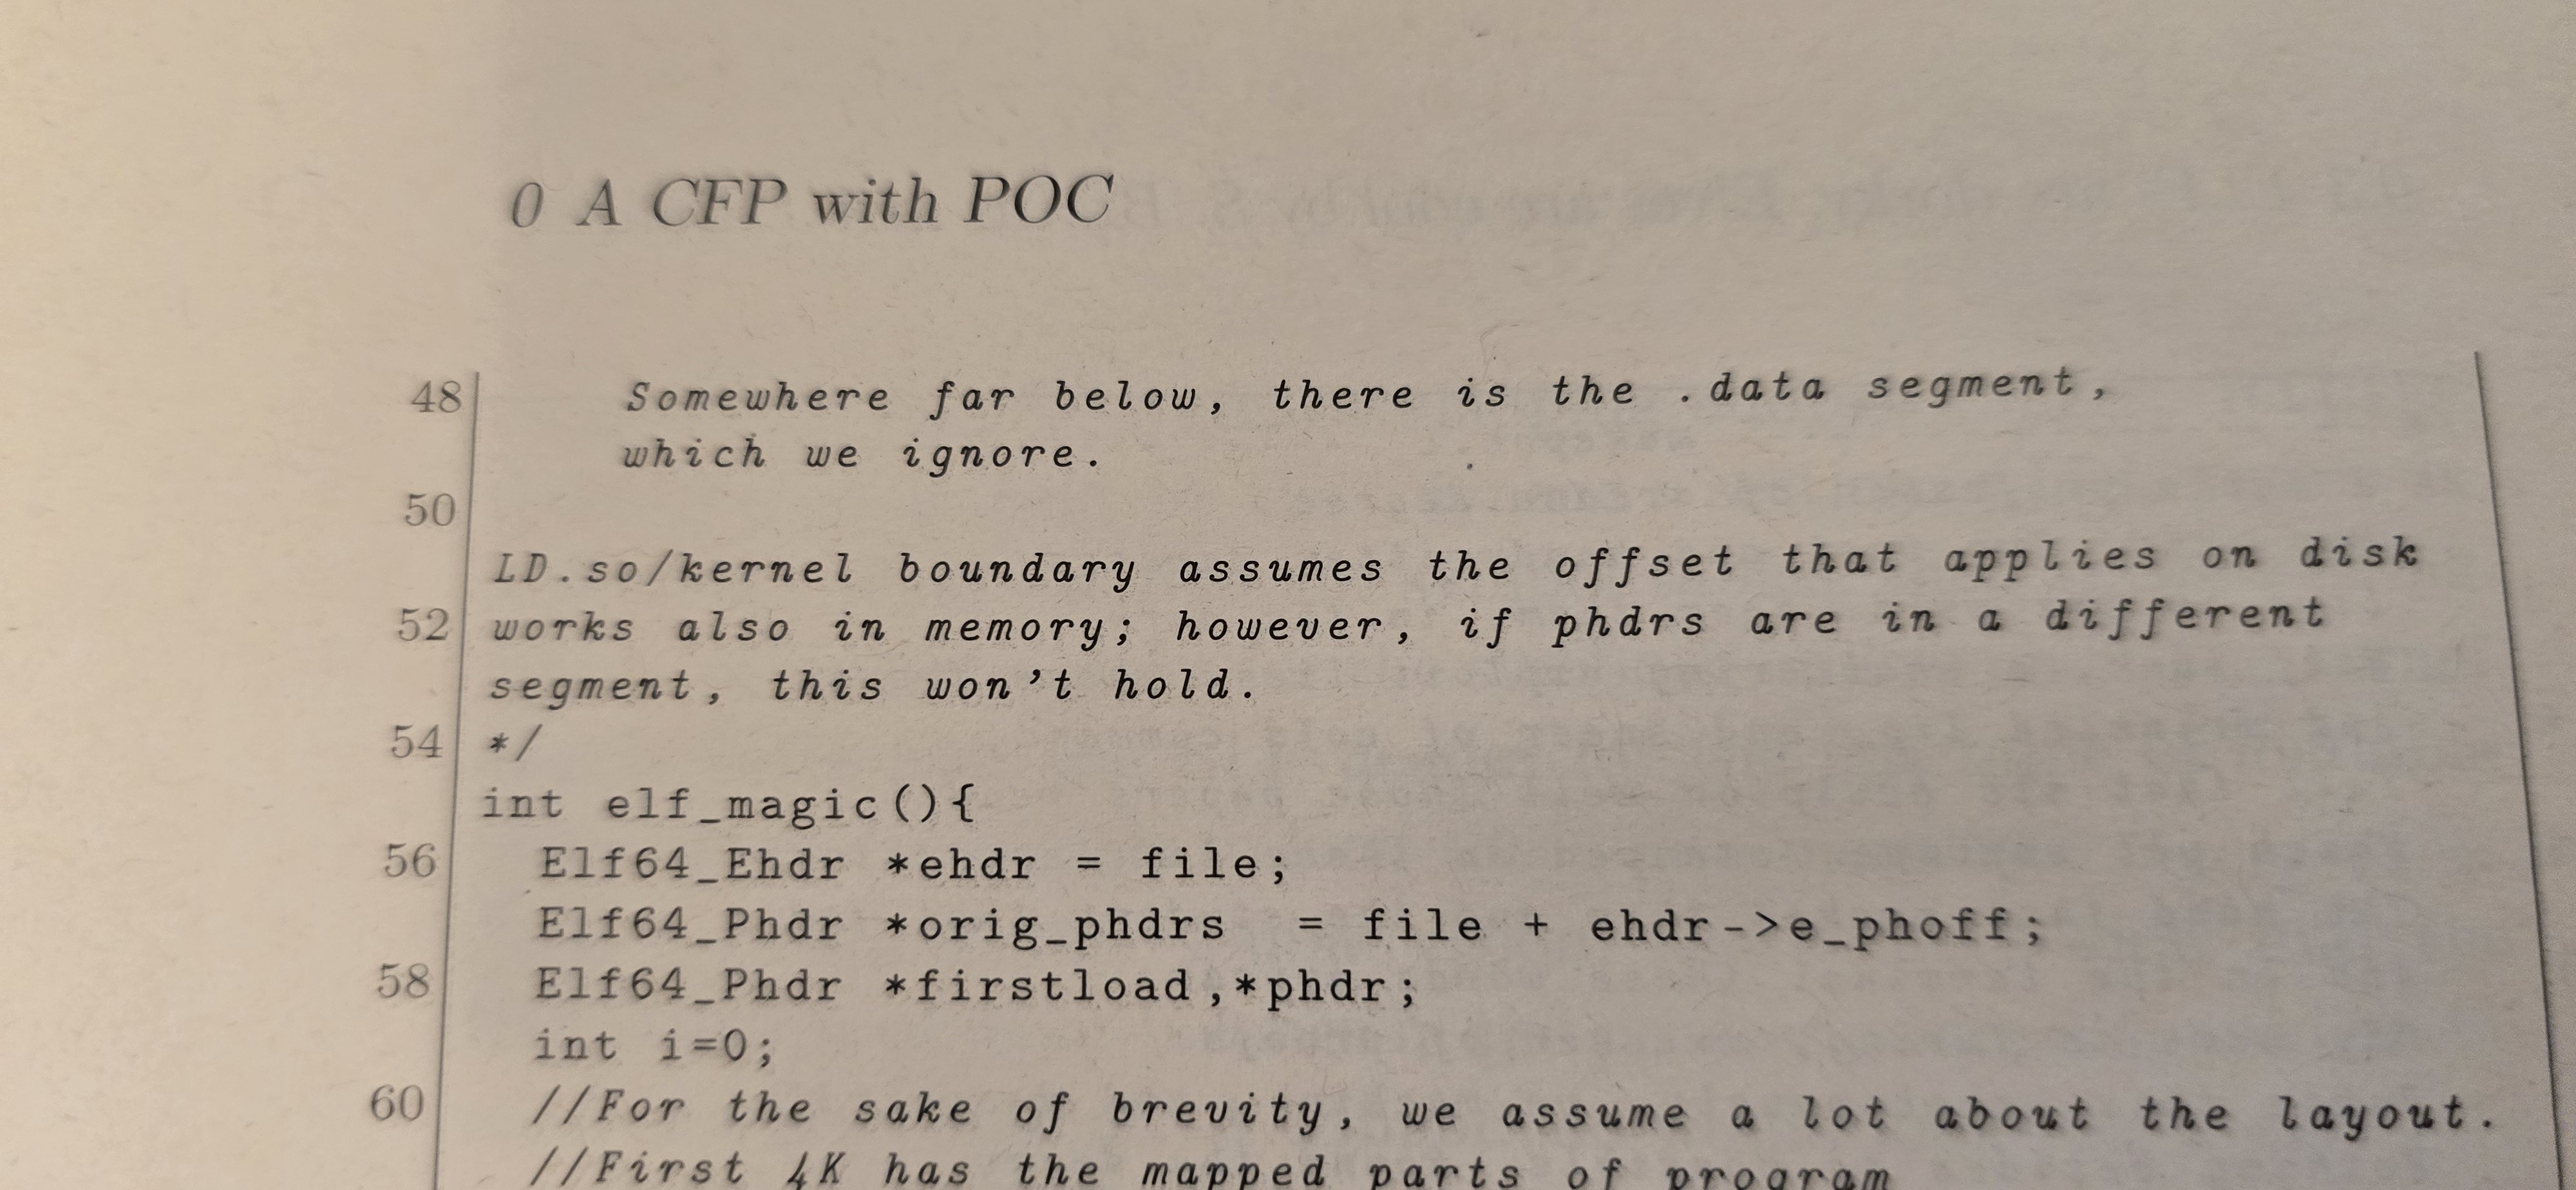 0 A CFP with POC
48 Somewhere far below, there is the .data segment,
which we ignore.
50
LD.so/kernel boundary assumes the offset that applies on disk
52 works also in memory; however, if phdrs are in a different
segment, this won't hold.
54 */
int elf_magic(){
56 Elf64_Ehdr *ehdr = file;
Elf64_Phdr *orig_phdrs  = file + ehdr->e_phoff;
58 Elf64_Phdr *firstload,*phdr;
int i=0;
60 //For the sake of brevity, we assume a lot about the layout.
//First 4K has the mapped parts of program